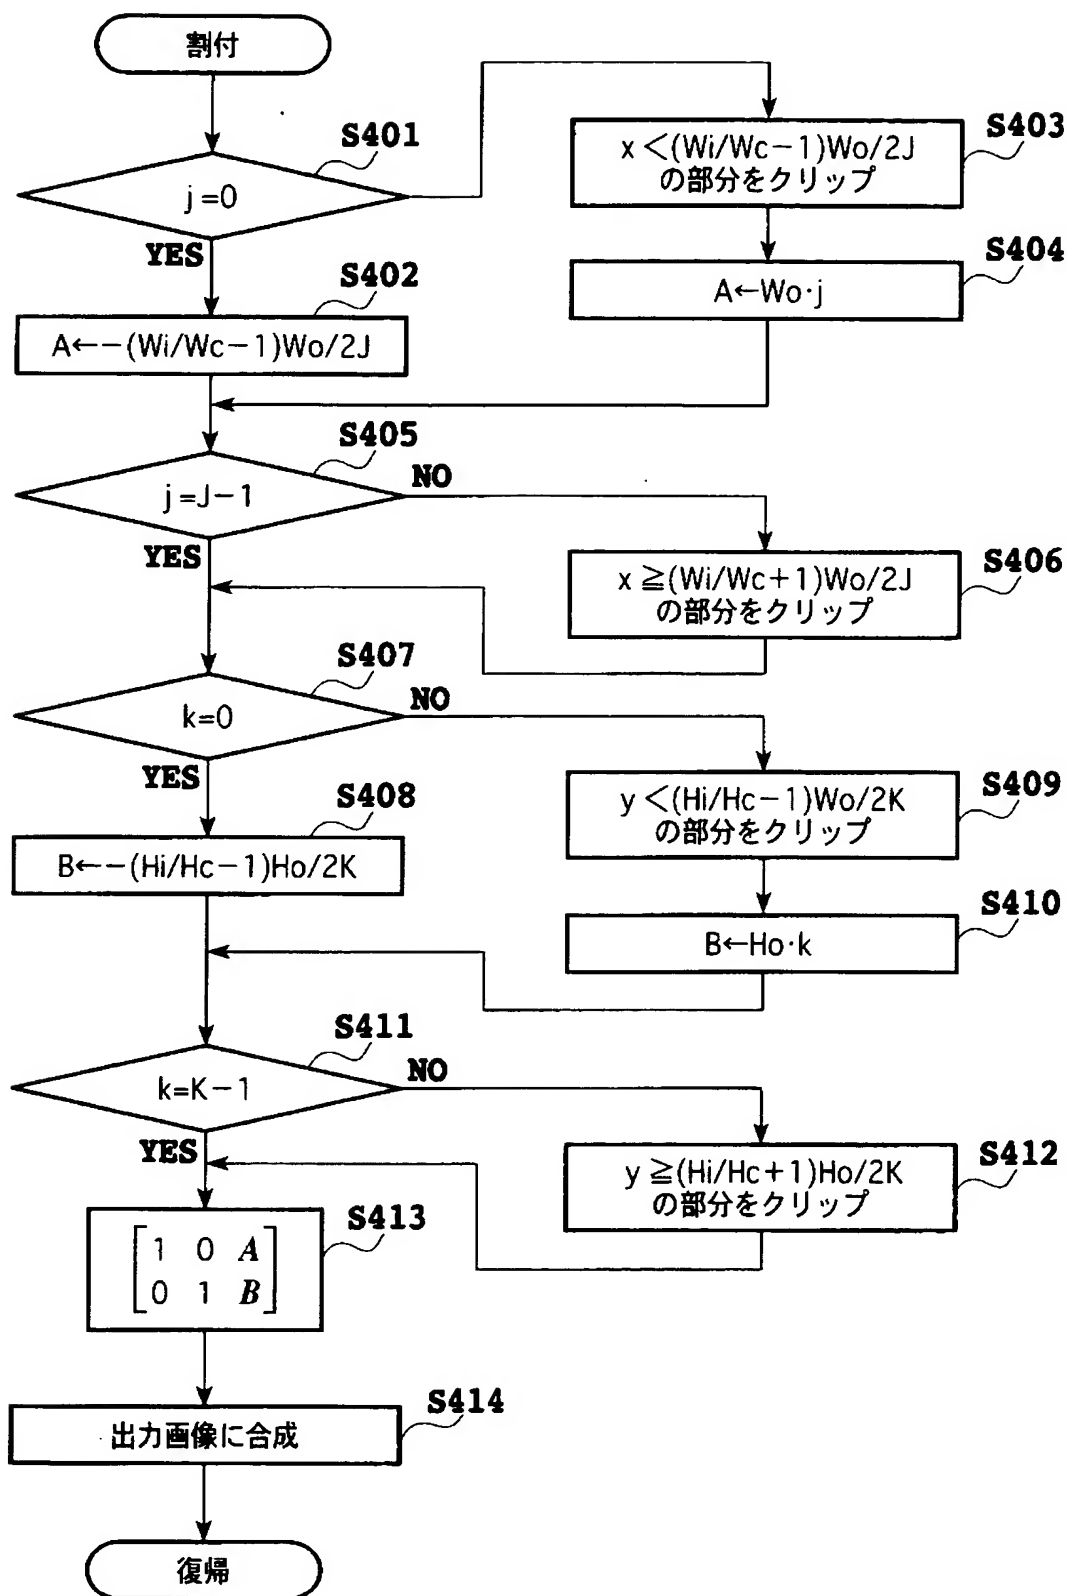 割付
S401
j=0
YES
S403
x<(Wi/Wc-1)Wo/2J
の部分をクリップ
S404
A←Wo·j
S402
A←-(Wi/Wc-1)Wo/2J
S405
j=J-1
NO
YES
S406
x≧(Wi/Wc+1)Wo/2J
の部分をクリップ
S407
k=0
NO
YES
S409
y<(Hi/Hc-1)Wo/2K
の部分をクリップ
S408
B←-(Hi/Hc-1)Ho/2K
S410
B←Ho·k
S411
k=K-1
NO
YES
S412
y≧(Hi/Hc+1)Ho/2K
の部分をクリップ
S413
1 0 A
0 1 B
S414
出力画像に合成
復帰